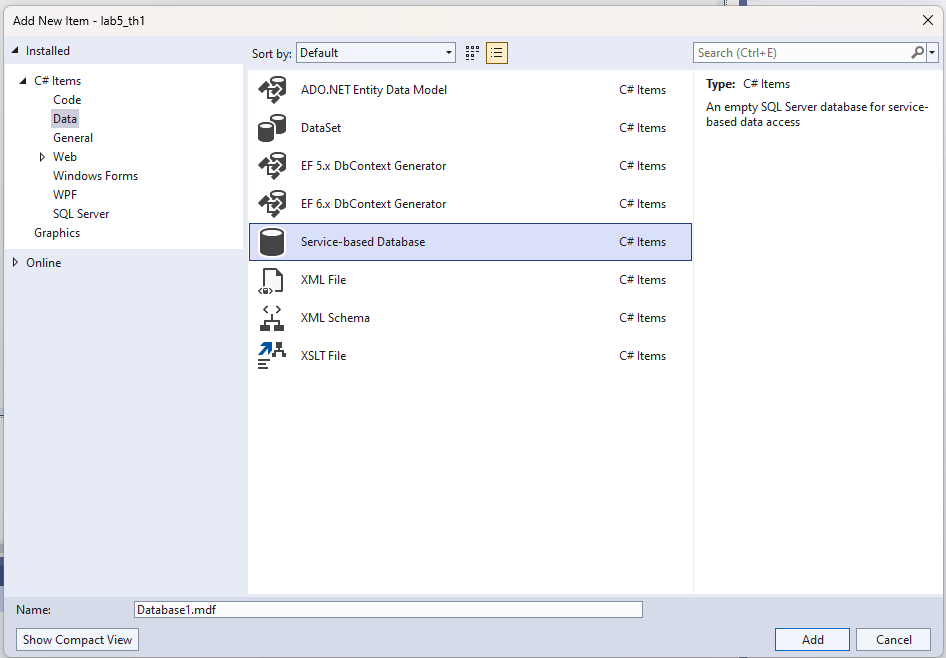 Add New Item - lab5_th1
Installed
C# Items
Code
Data
General
Web
Windows Forms
WPF
SQL Server
Graphics
Online
Sort by: Default
Search (Ctrl+E)
ADO.NET Entity Data Model C# Items
DataSet C# Items
EF 5.x DbContext Generator C# Items
EF 6.x DbContext Generator C# Items
Service-based Database C# Items
XML File C# Items
XML Schema C# Items
XSLT File C# Items
Type: C# Items
An empty SQL Server database for service-
based data access
Name: Database1.mdf
Show Compact View
Add Cancel